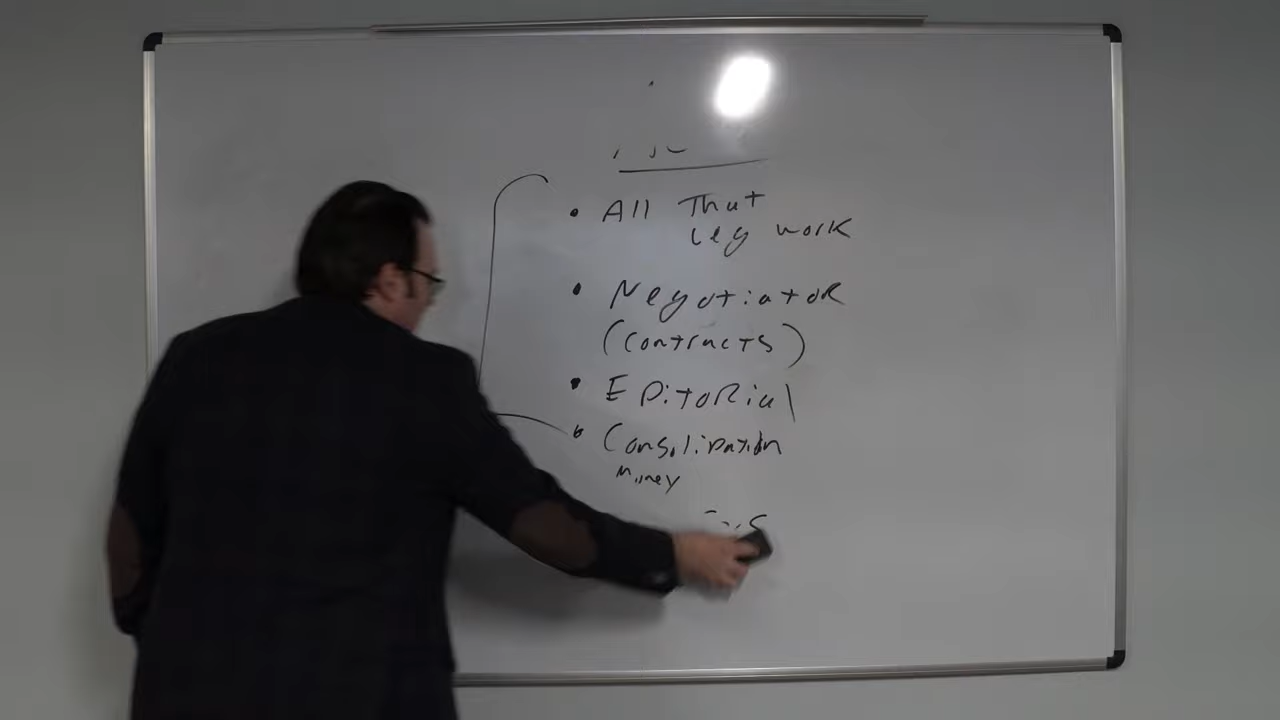 • All That
Leg work
• Negotiator
(Contracts)
• EDitoRial
• ConsoliDation
Money